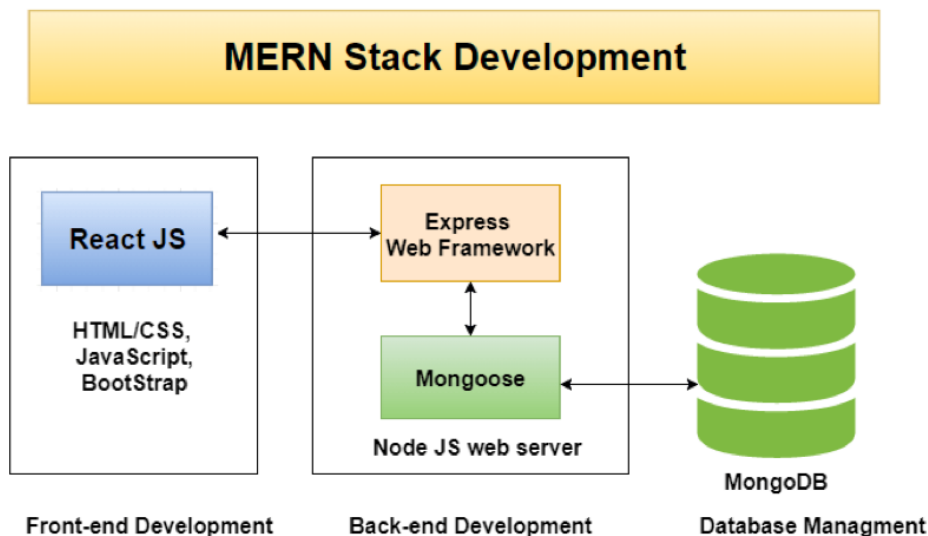 MERN Stack Development
React JS
HTML/CSS,
JavaScript,
BootStrap
Express
Web Framework
Mongoose
Node JS web server
MongoDB
Front-end Development
Back-end Development
Database Managment